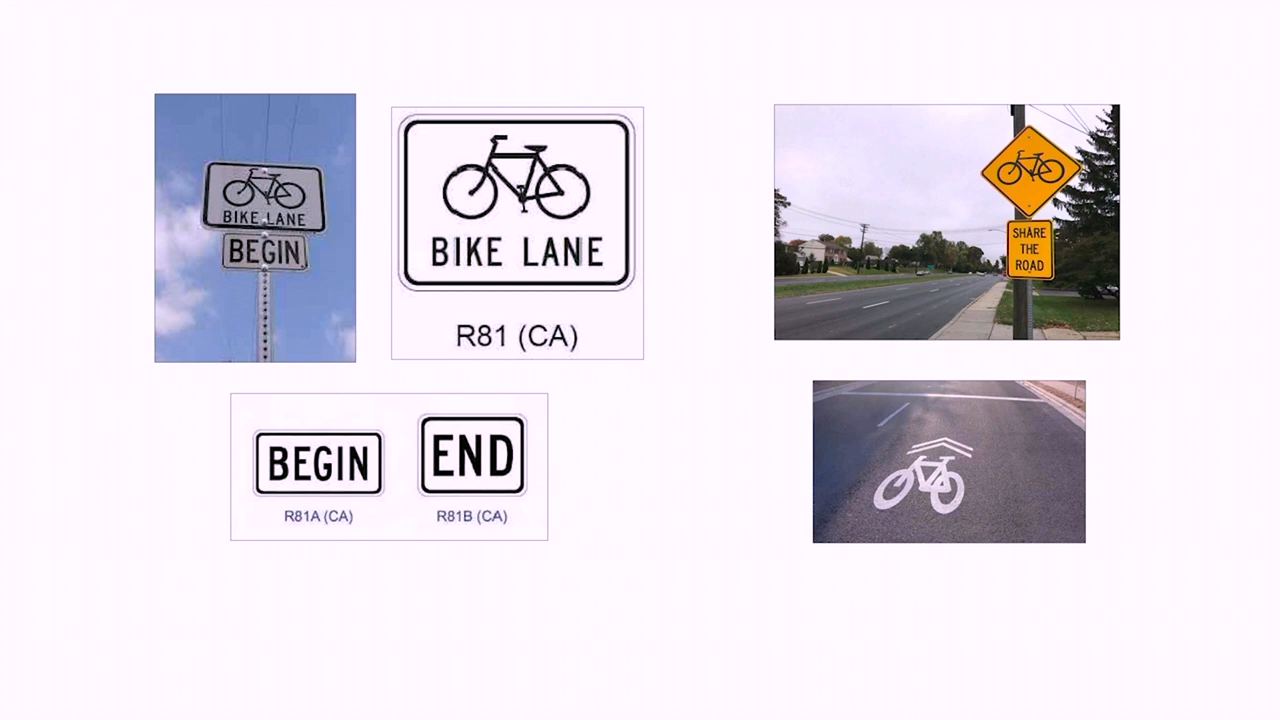 BIKE LANE
BEGIN
BIKE LANE
R81 (CA)
BEGIN
END
R81A (CA)
R81B (CA)
SHARE
THE
ROAD